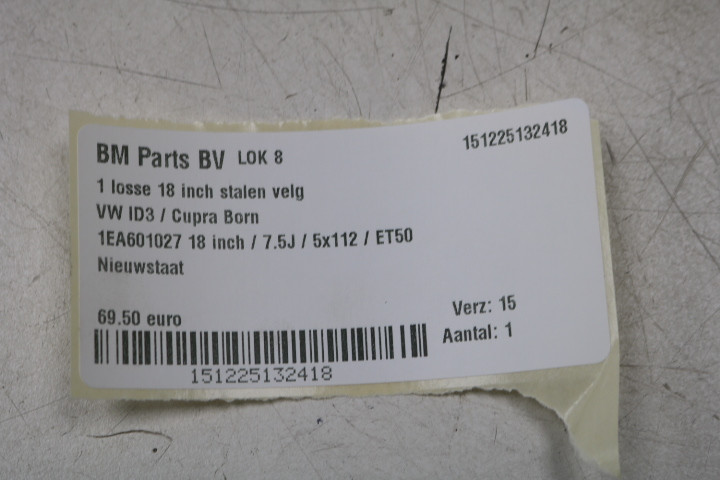 BM Parts BV LOK 8
151225132418
1 losse 18 inch stalen velg
VW ID3 / Cupra Born
1EA601027 18 inch / 7.5J / 5x112 / ET50
Nieuwstaat
69.50 euro
Verz: 15
Aantal: 1
151225132418